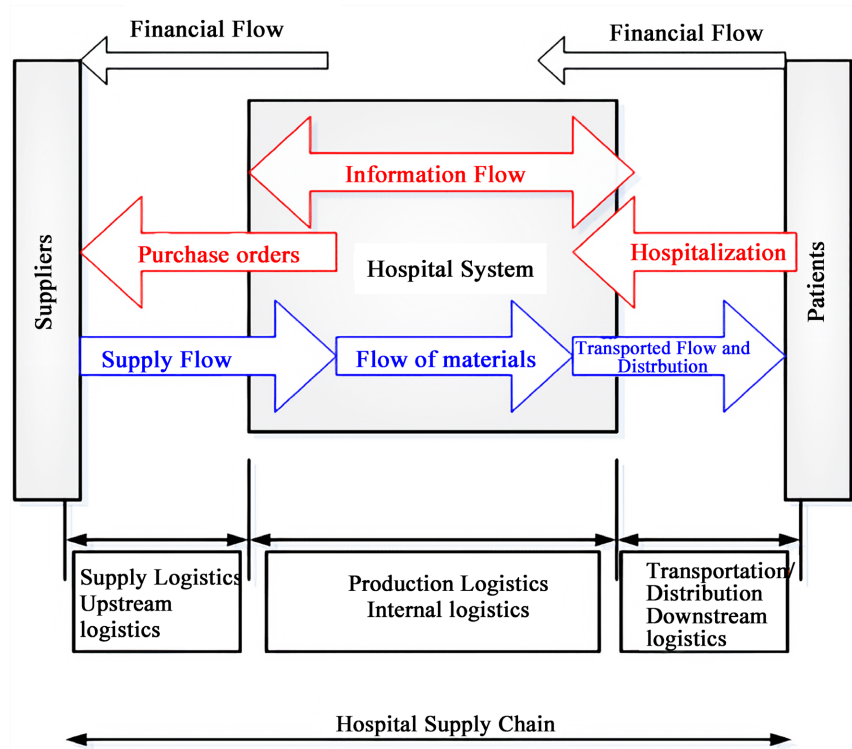 Financial Flow
Financial Flow
Suppliers
Information Flow
Purchase orders
Hospitalization
Hospital System
Patients
Supply Flow
Flow of materials
Transported Flow and
Distrbution
Supply Logistics
Upstream
logistics
Production Logistics
Internal logistics
Transportation/
Distribution
Downstream
logistics
Hospital Supply Chain